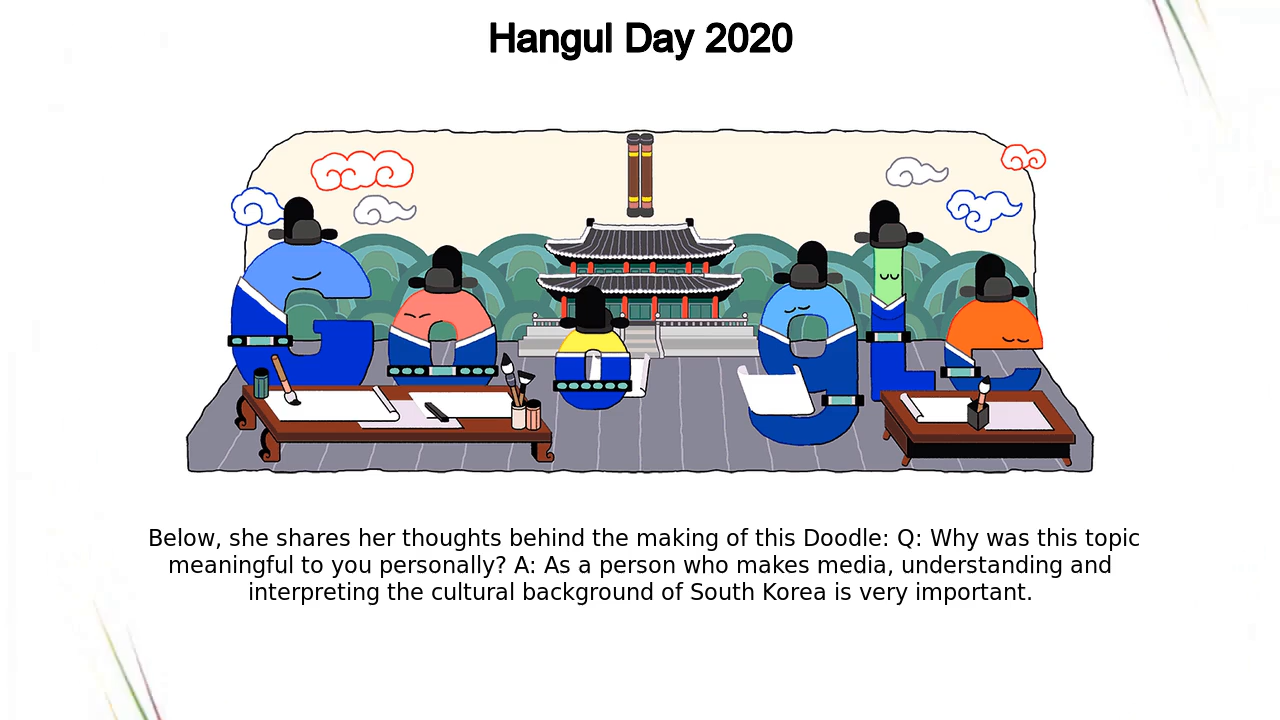 Hangul Day 2020
GOOGLE
Below, she shares her thoughts behind the making of this Doodle: Q: Why was this topic
meaningful to you personally? A: As a person who makes media, understanding and
interpreting the cultural background of South Korea is very important.